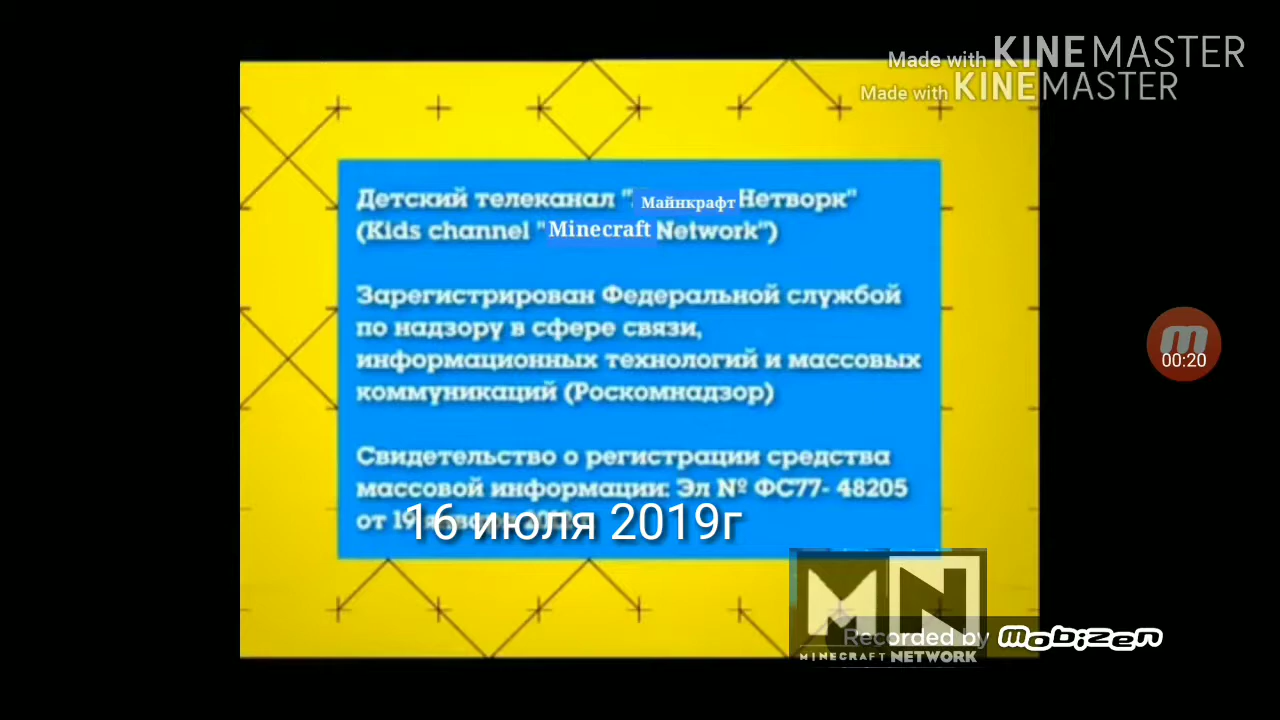 Made with KINEMASTER
Made with KINEMASTER
Детский телеканал "Майнкрафт Нетворк"
(Kids channel "Minecraft Network")
Зарегистрирован Федеральной службой
по надзору в сфере связи,
информационных технологий и массовых
коммуникаций (Роскомнадзор)
00:20
Свидетельство о регистрации средства
массовой информации: Эл № ФС77- 48205
от 16 июля 2019г
MN
MINECRAFT NETWORK
Recorded by mobizen